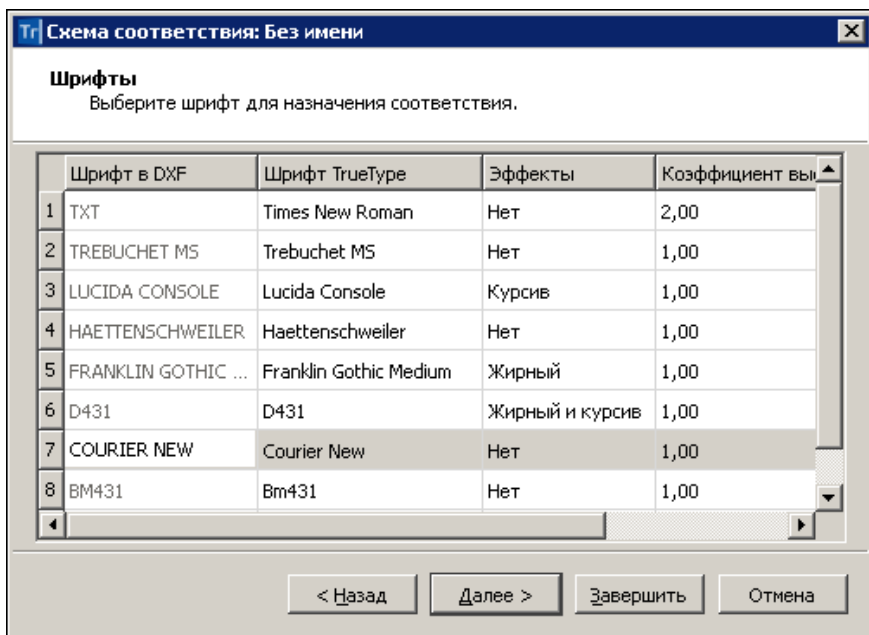 Tr Схема соответствия: Без имени
Шрифты
Выберите шрифт для назначения соответствия.
Шрифт в DXF Шрифт TrueType Эффекты Коэффициент выс
1 TXT Times New Roman Нет 2,00
2 TREBUCHET MS Trebuchet MS Нет 1,00
3 LUCIDA CONSOLE Lucida Console Курсив 1,00
4 HAETTENSCHWEILER Haettenschweiler Нет 1,00
5 FRANKLIN GOTHIC ... Franklin Gothic Medium Жирный 1,00
6 D431 D431 Жирный и курсив 1,00
7 COURIER NEW Courier New Нет 1,00
8 BM431 Bm431 Нет 1,00
< Назад Далее > Завершить Отмена